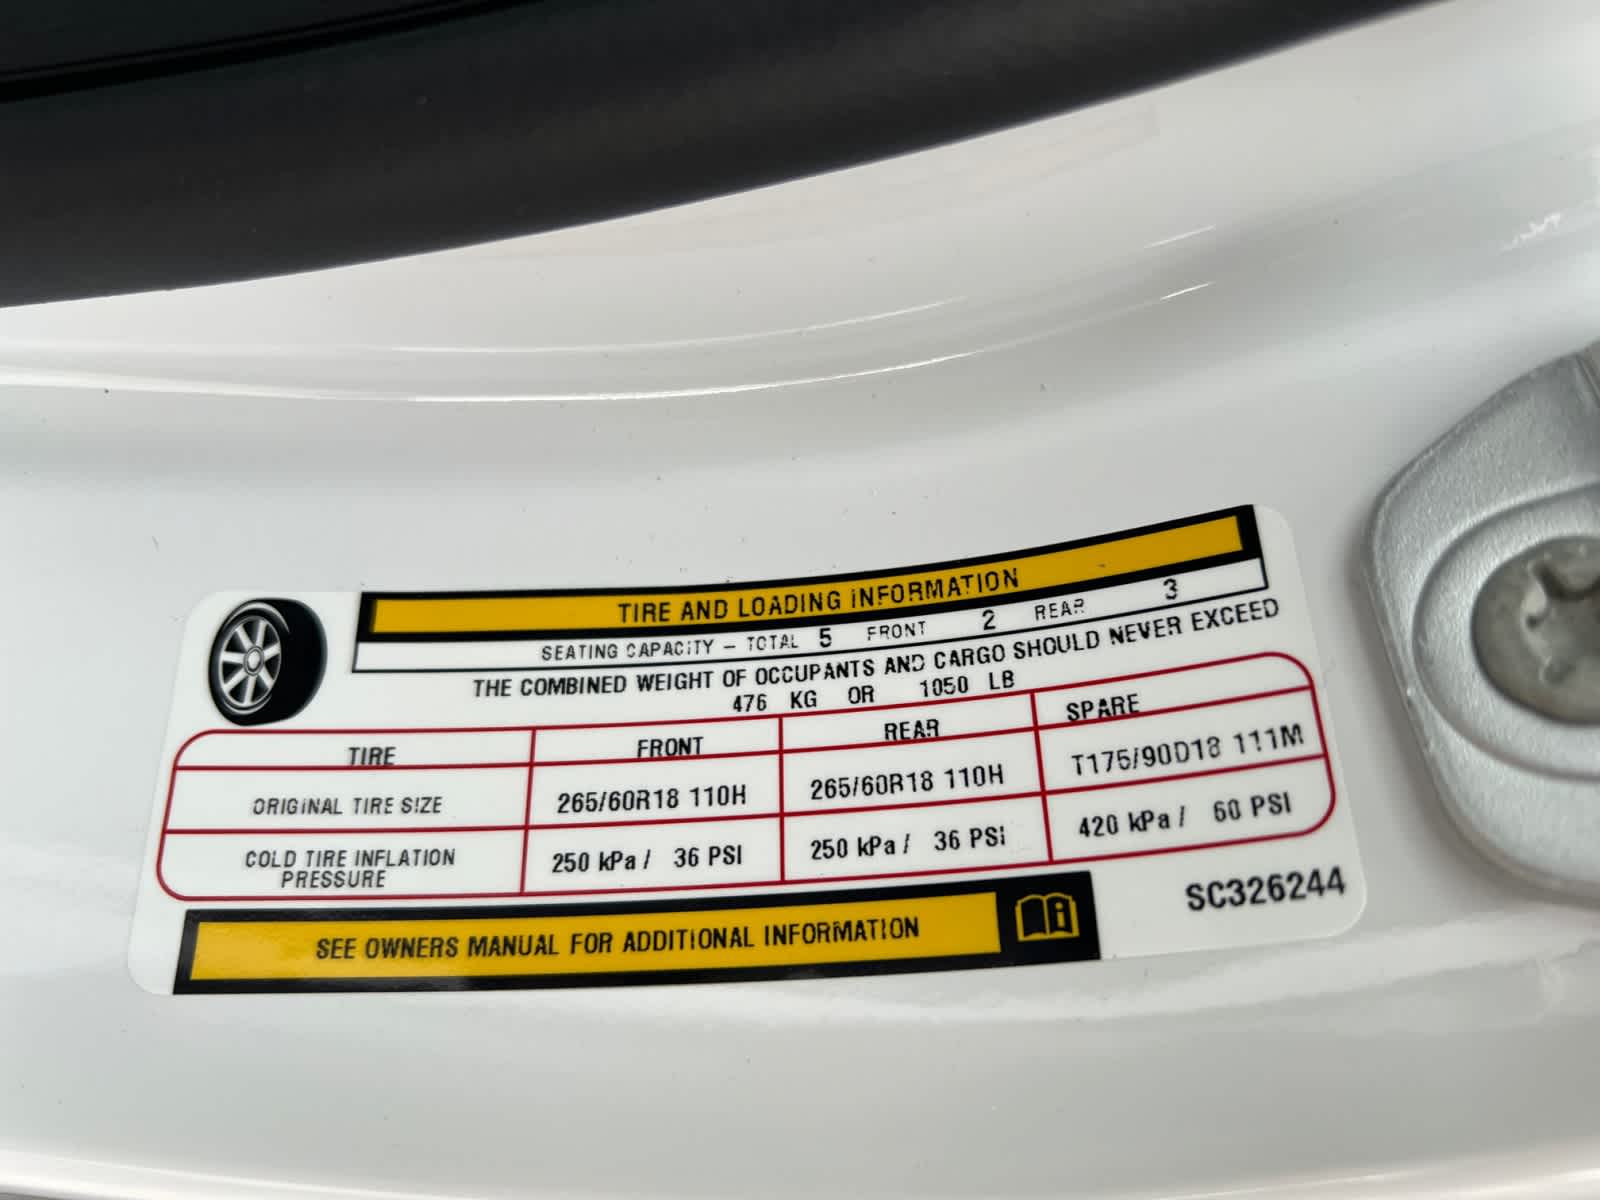 TIRE AND LOADING INFORMATION
SEATING CAPACITY – TOTAL 5 FRONT 2 REAR 3
THE COMBINED WEIGHT OF OCCUPANTS AND CARGO SHOULD NEVER EXCEED
476 KG OR 1050 LB
TIRE FRONT REAR SPARE
ORIGINAL TIRE SIZE 265/60R18 110H 265/60R18 110H T175/90D18 111M
COLD TIRE INFLATION PRESSURE 250 kPa / 36 PSI 250 kPa / 36 PSI 420 kPa / 60 PSI
SEE OWNERS MANUAL FOR ADDITIONAL INFORMATION
SC326244